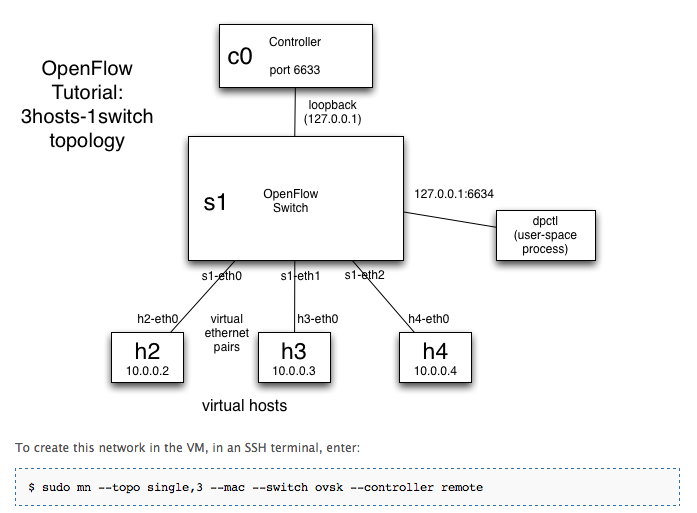 OpenFlow
Tutorial:
3hosts-1switch
topology
c0
Controller
port 6633
loopback
(127.0.0.1)
s1
OpenFlow
Switch
127.0.0.1:6634
dpctl
(user-space
process)
s1-eth0
s1-eth1
s1-eth2
h2-eth0
virtual
ethernet
pairs
h3-eth0
h4-eth0
h2
10.0.0.2
h3
10.0.0.3
h4
10.0.0.4
virtual hosts
To create this network in the VM, in an SSH terminal, enter:
$ sudo mn --topo single,3 --mac --switch ovsk --controller remote